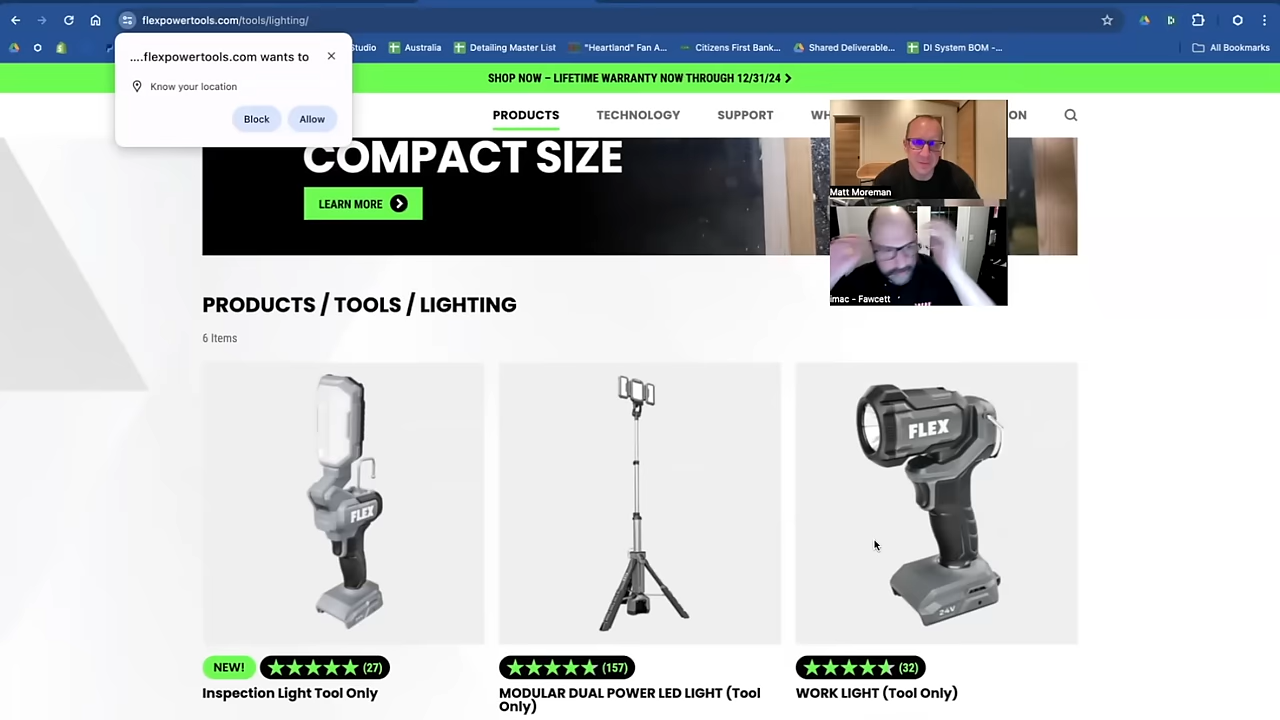 flexpowertools.com/tools/lighting/
Studio
Australia
Detailing Master List
"Heartland" Fan A...
Citizens First Bank...
Shared Deliverable...
DI System BOM -...
All Bookmarks
....flexpowertools.com wants to
Know your location
Block
Allow
SHOP NOW – LIFETIME WARRANTY NOW THROUGH 12/31/24
PRODUCTS
TECHNOLOGY
SUPPORT
WH
ON
COMPACT SIZE
LEARN MORE
Matt Moreman
imac - Fawcett
PRODUCTS / TOOLS / LIGHTING
6 Items
FLEX
FLEX
24V
NEW!
(27)
(157)
(32)
Inspection Light Tool Only
MODULAR DUAL POWER LED LIGHT (Tool
Only)
WORK LIGHT (Tool Only)